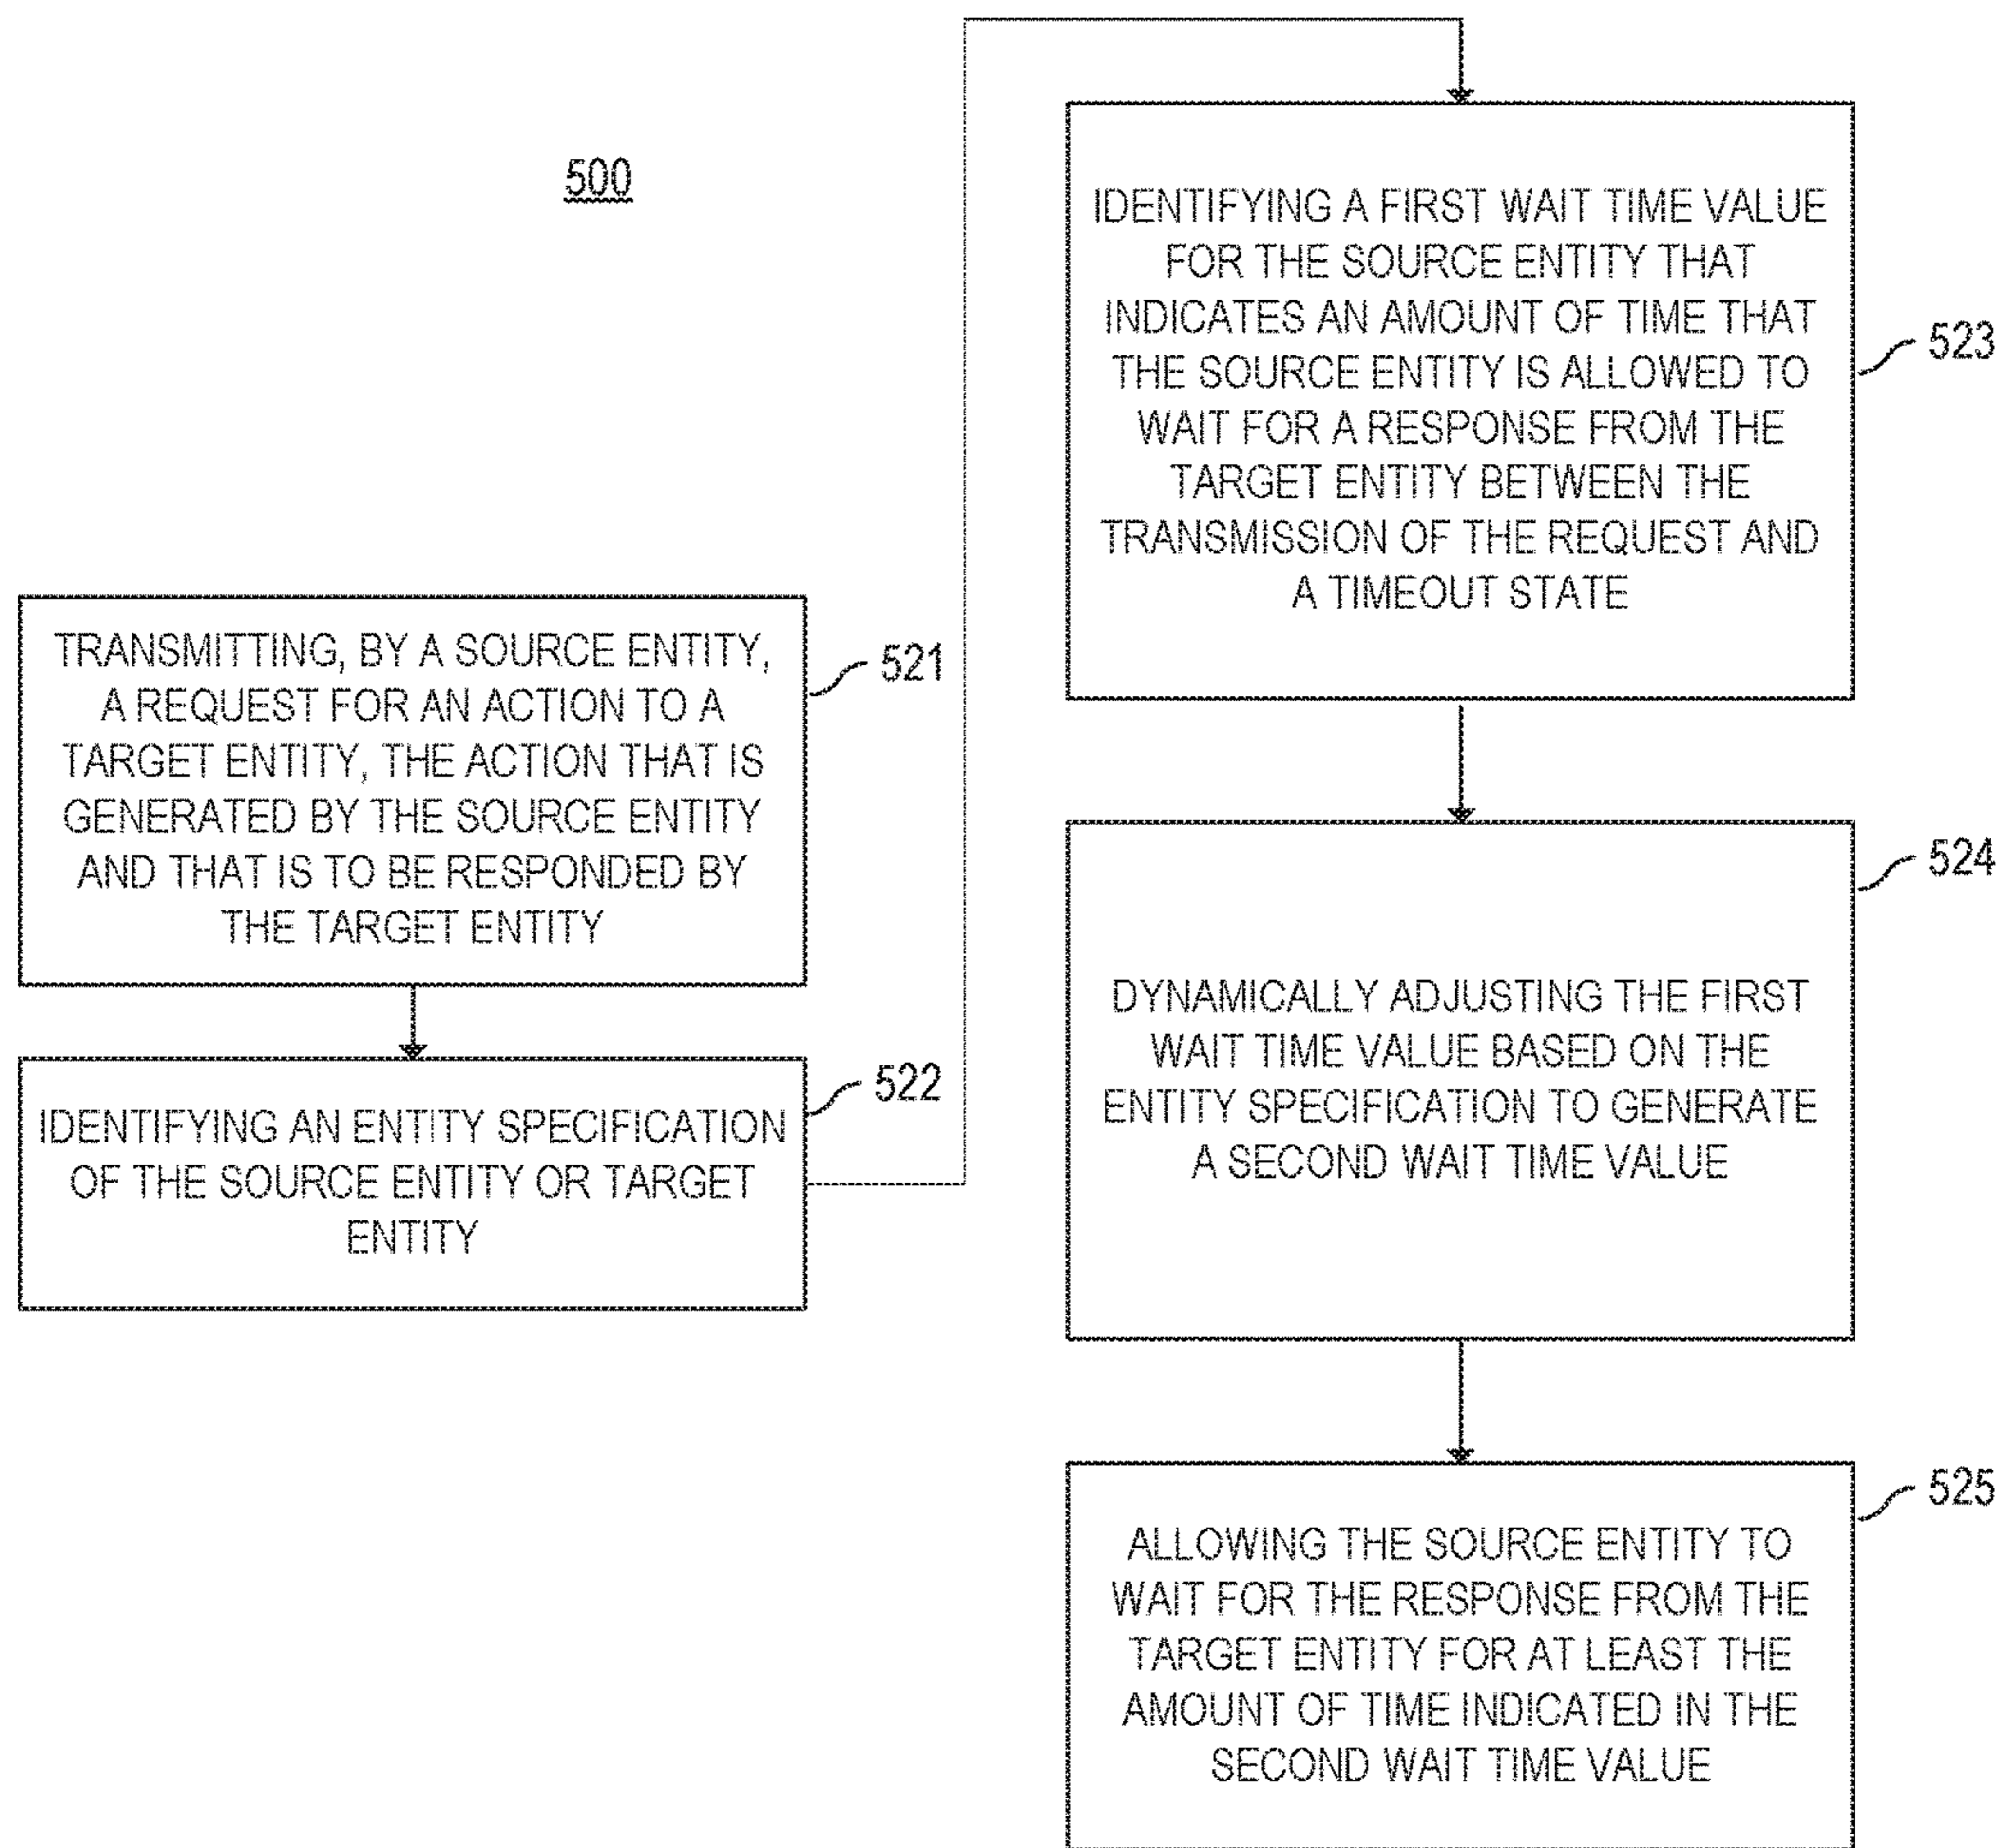 500
TRANSMITTING, BY A SOURCE ENTITY,
A REQUEST FOR AN ACTION TO A
TARGET ENTITY, THE ACTION THAT IS
GENERATED BY THE SOURCE ENTITY
AND THAT IS TO BE RESPONDED BY
THE TARGET ENTITY
521
IDENTIFYING AN ENTITY SPECIFICATION
OF THE SOURCE ENTITY OR TARGET
ENTITY
522
IDENTIFYING A FIRST WAIT TIME VALUE
FOR THE SOURCE ENTITY THAT
INDICATES AN AMOUNT OF TIME THAT
THE SOURCE ENTITY IS ALLOWED TO
WAIT FOR A RESPONSE FROM THE
TARGET ENTITY BETWEEN THE
TRANSMISSION OF THE REQUEST AND
A TIMEOUT STATE
523
DYNAMICALLY ADJUSTING THE FIRST
WAIT TIME VALUE BASED ON THE
ENTITY SPECIFICATION TO GENERATE
A SECOND WAIT TIME VALUE
524
ALLOWING THE SOURCE ENTITY TO
WAIT FOR THE RESPONSE FROM THE
TARGET ENTITY FOR AT LEAST THE
AMOUNT OF TIME INDICATED IN THE
SECOND WAIT TIME VALUE
525